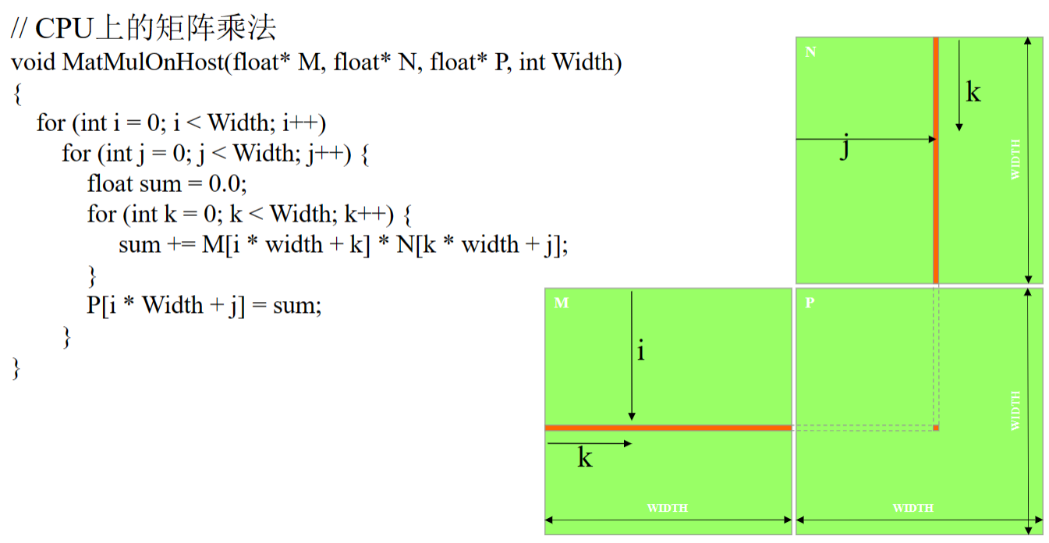 // CPU上的矩阵乘法
void MatMulOnHost(float* M, float* N, float* P, int Width)
{
for (int i = 0; i < Width; i++)
for (int j = 0; j < Width; j++) {
float sum = 0.0;
for (int k = 0; k < Width; k++) {
sum += M[i * width + k] * N[k * width + j];
}
P[i * Width + j] = sum;
}
}
N
k
j
WIDTH
M
P
i
k
WIDTH
WIDTH
WIDTH